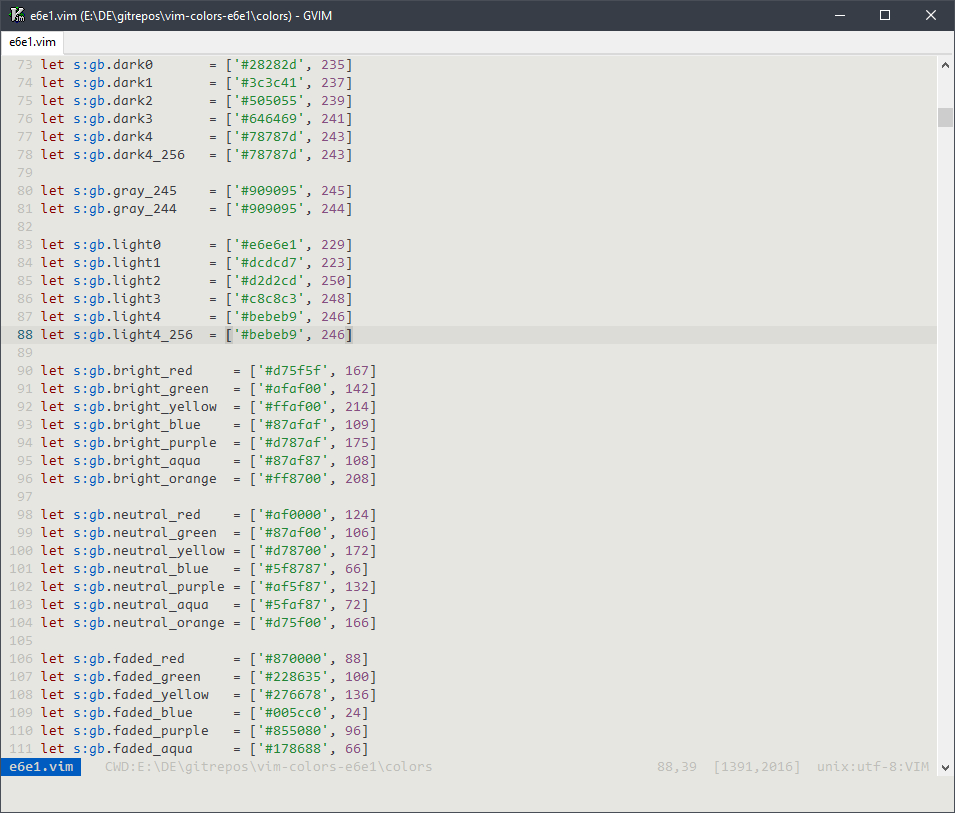 e6e1.vim (E:\DE\gitrepos\vim-colors-e6e1\colors) - GVIM
e6e1.vim
73 let s:gb.dark0       = ['#28282d', 235]
74 let s:gb.dark1       = ['#3c3c41', 237]
75 let s:gb.dark2       = ['#505055', 239]
76 let s:gb.dark3       = ['#646469', 241]
77 let s:gb.dark4       = ['#78787d', 243]
78 let s:gb.dark4_256   = ['#78787d', 243]
79
80 let s:gb.gray_245    = ['#909095', 245]
81 let s:gb.gray_244    = ['#909095', 244]
82
83 let s:gb.light0      = ['#e6e6e1', 229]
84 let s:gb.light1      = ['#dcdcd7', 223]
85 let s:gb.light2      = ['#d2d2cd', 250]
86 let s:gb.light3      = ['#c8c8c3', 248]
87 let s:gb.light4      = ['#bebeb9', 246]
88 let s:gb.light4_256  = ['#bebeb9', 246]
89
90 let s:gb.bright_red     = ['#d75f5f', 167]
91 let s:gb.bright_green   = ['#afaf00', 142]
92 let s:gb.bright_yellow  = ['#ffaf00', 214]
93 let s:gb.bright_blue    = ['#87afaf', 109]
94 let s:gb.bright_purple  = ['#d787af', 175]
95 let s:gb.bright_aqua    = ['#87af87', 108]
96 let s:gb.bright_orange  = ['#ff8700', 208]
97
98 let s:gb.neutral_red    = ['#af0000', 124]
99 let s:gb.neutral_green  = ['#87af00', 106]
100 let s:gb.neutral_yellow = ['#d78700', 172]
101 let s:gb.neutral_blue   = ['#5f8787', 66]
102 let s:gb.neutral_purple = ['#af5f87', 132]
103 let s:gb.neutral_aqua   = ['#5faf87', 72]
104 let s:gb.neutral_orange = ['#d75f00', 166]
105
106 let s:gb.faded_red      = ['#870000', 88]
107 let s:gb.faded_green    = ['#228635', 100]
108 let s:gb.faded_yellow   = ['#276678', 136]
109 let s:gb.faded_blue     = ['#005cc0', 24]
110 let s:gb.faded_purple   = ['#855080', 96]
111 let s:gb.faded_aqua     = ['#178688', 66]
e6e1.vim   CWD:E:\DE\gitrepos\vim-colors-e6e1\colors   88,39  [1391,2016]  unix:utf-8:VIM